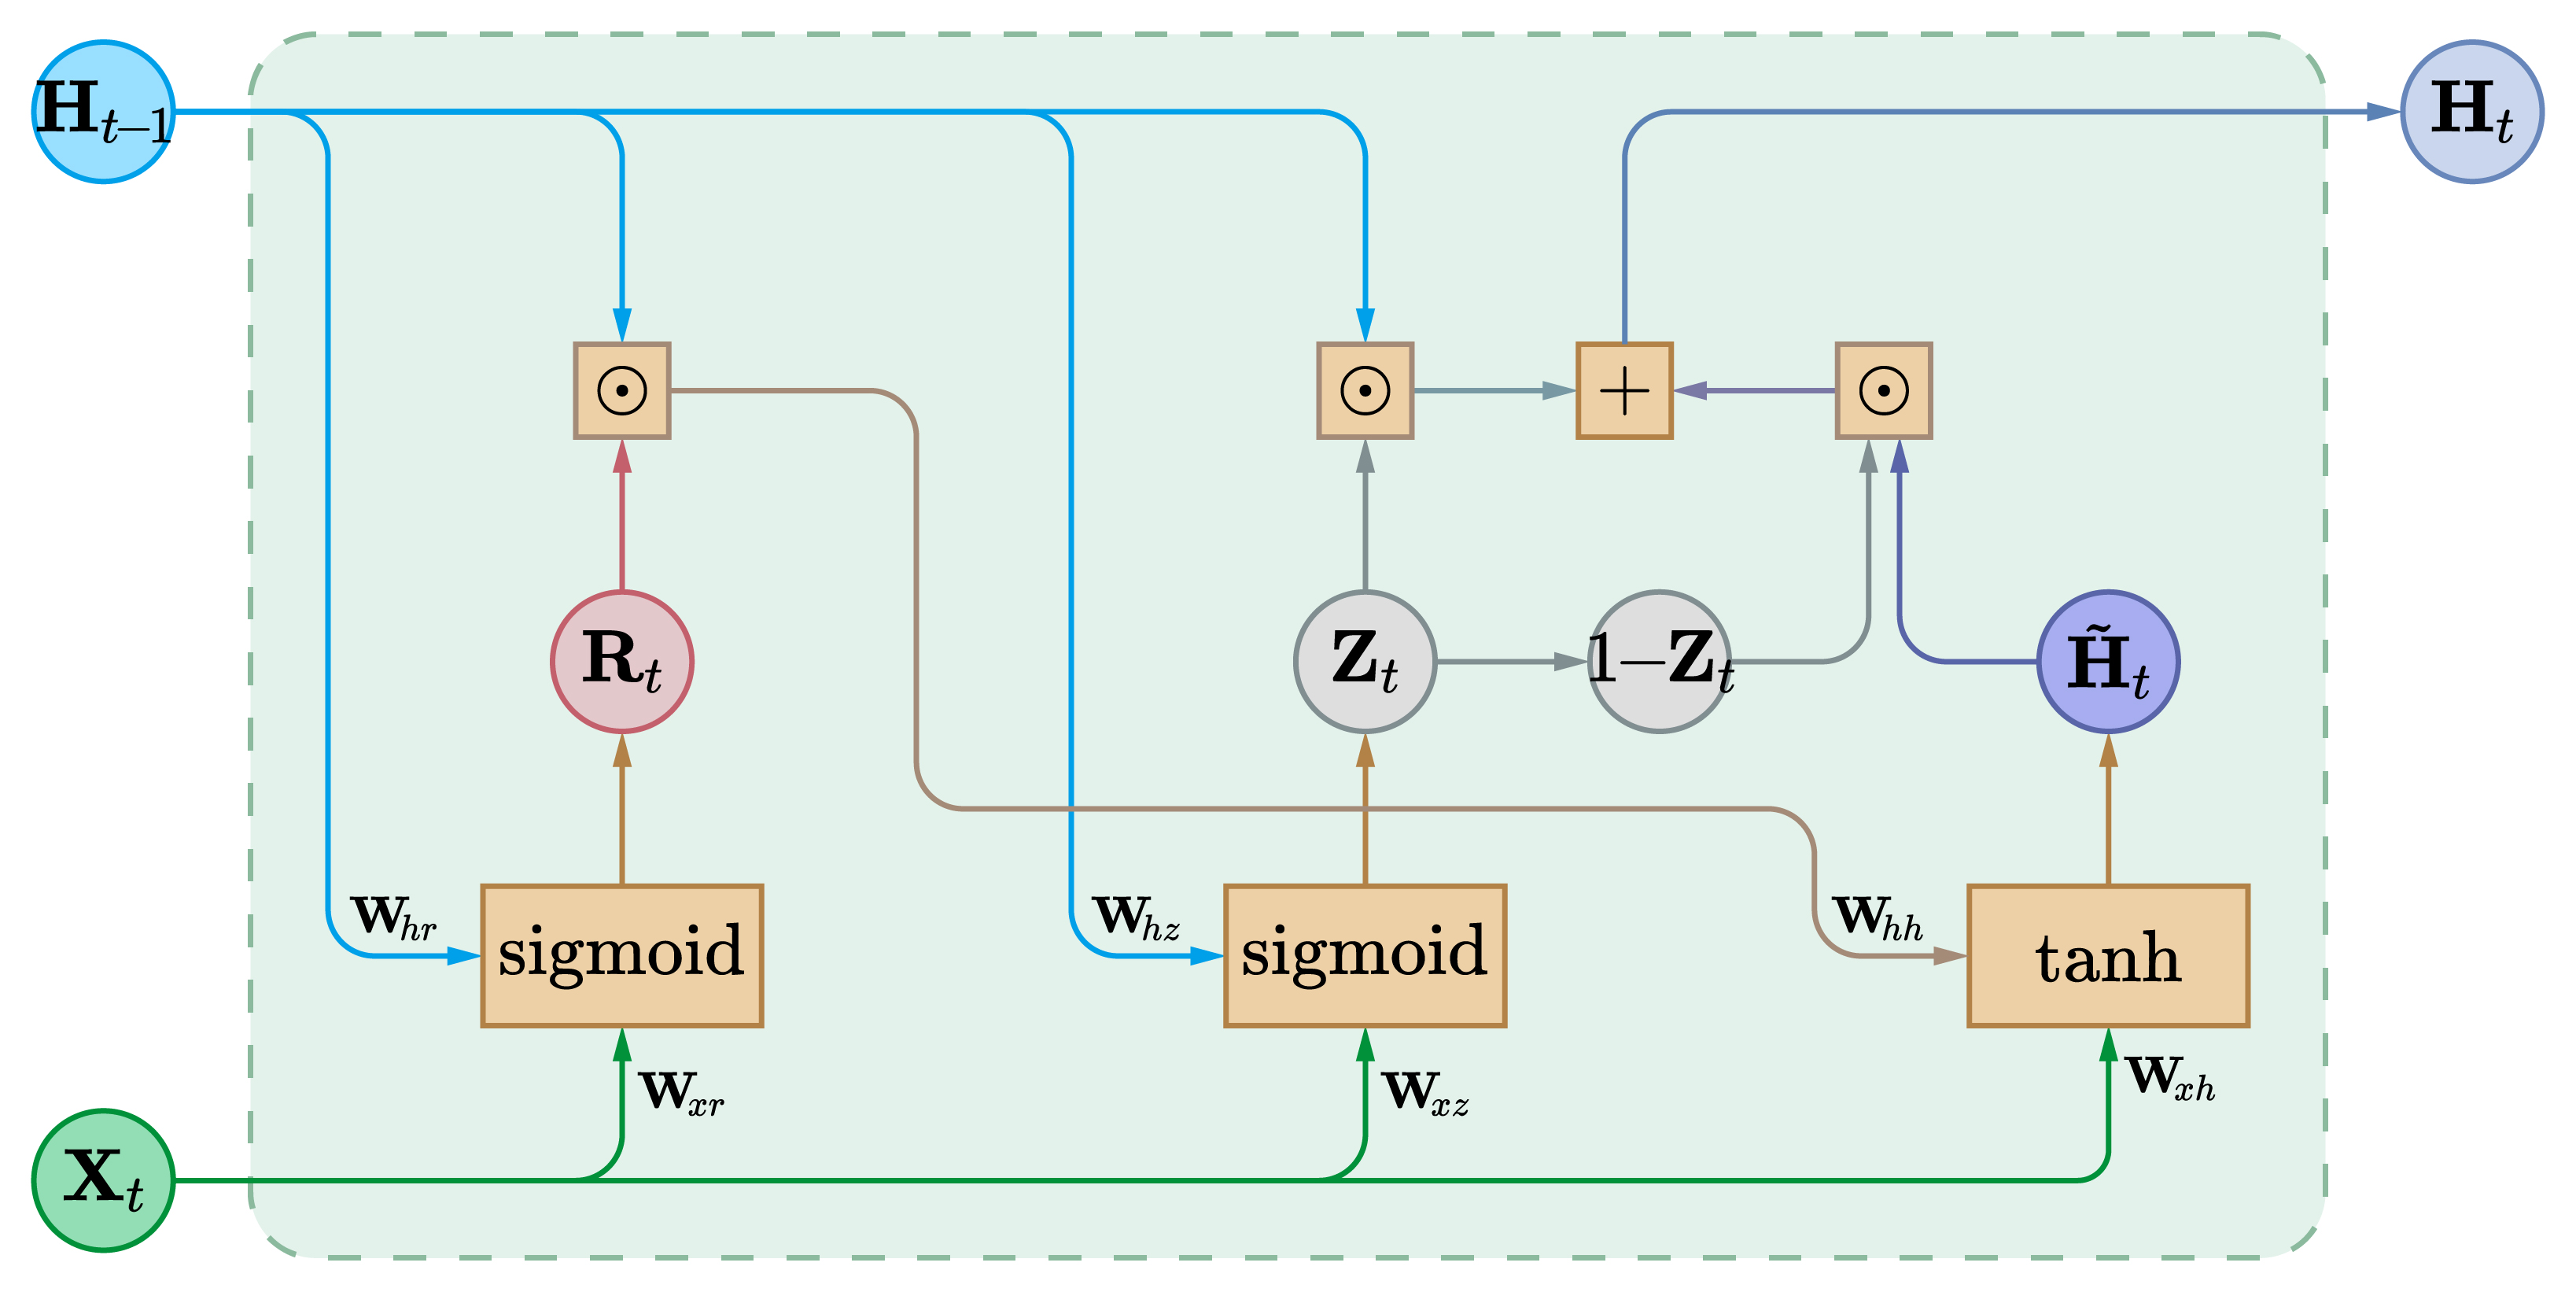 H_{t−1}
H_t
⊙
⊙
+
⊙
R_t
Z_t
1−Z_t
H̃_t
W_{hr}
W_{hz}
W_{hh}
sigmoid
sigmoid
tanh
W_{xr}
W_{xz}
W_{xh}
X_t